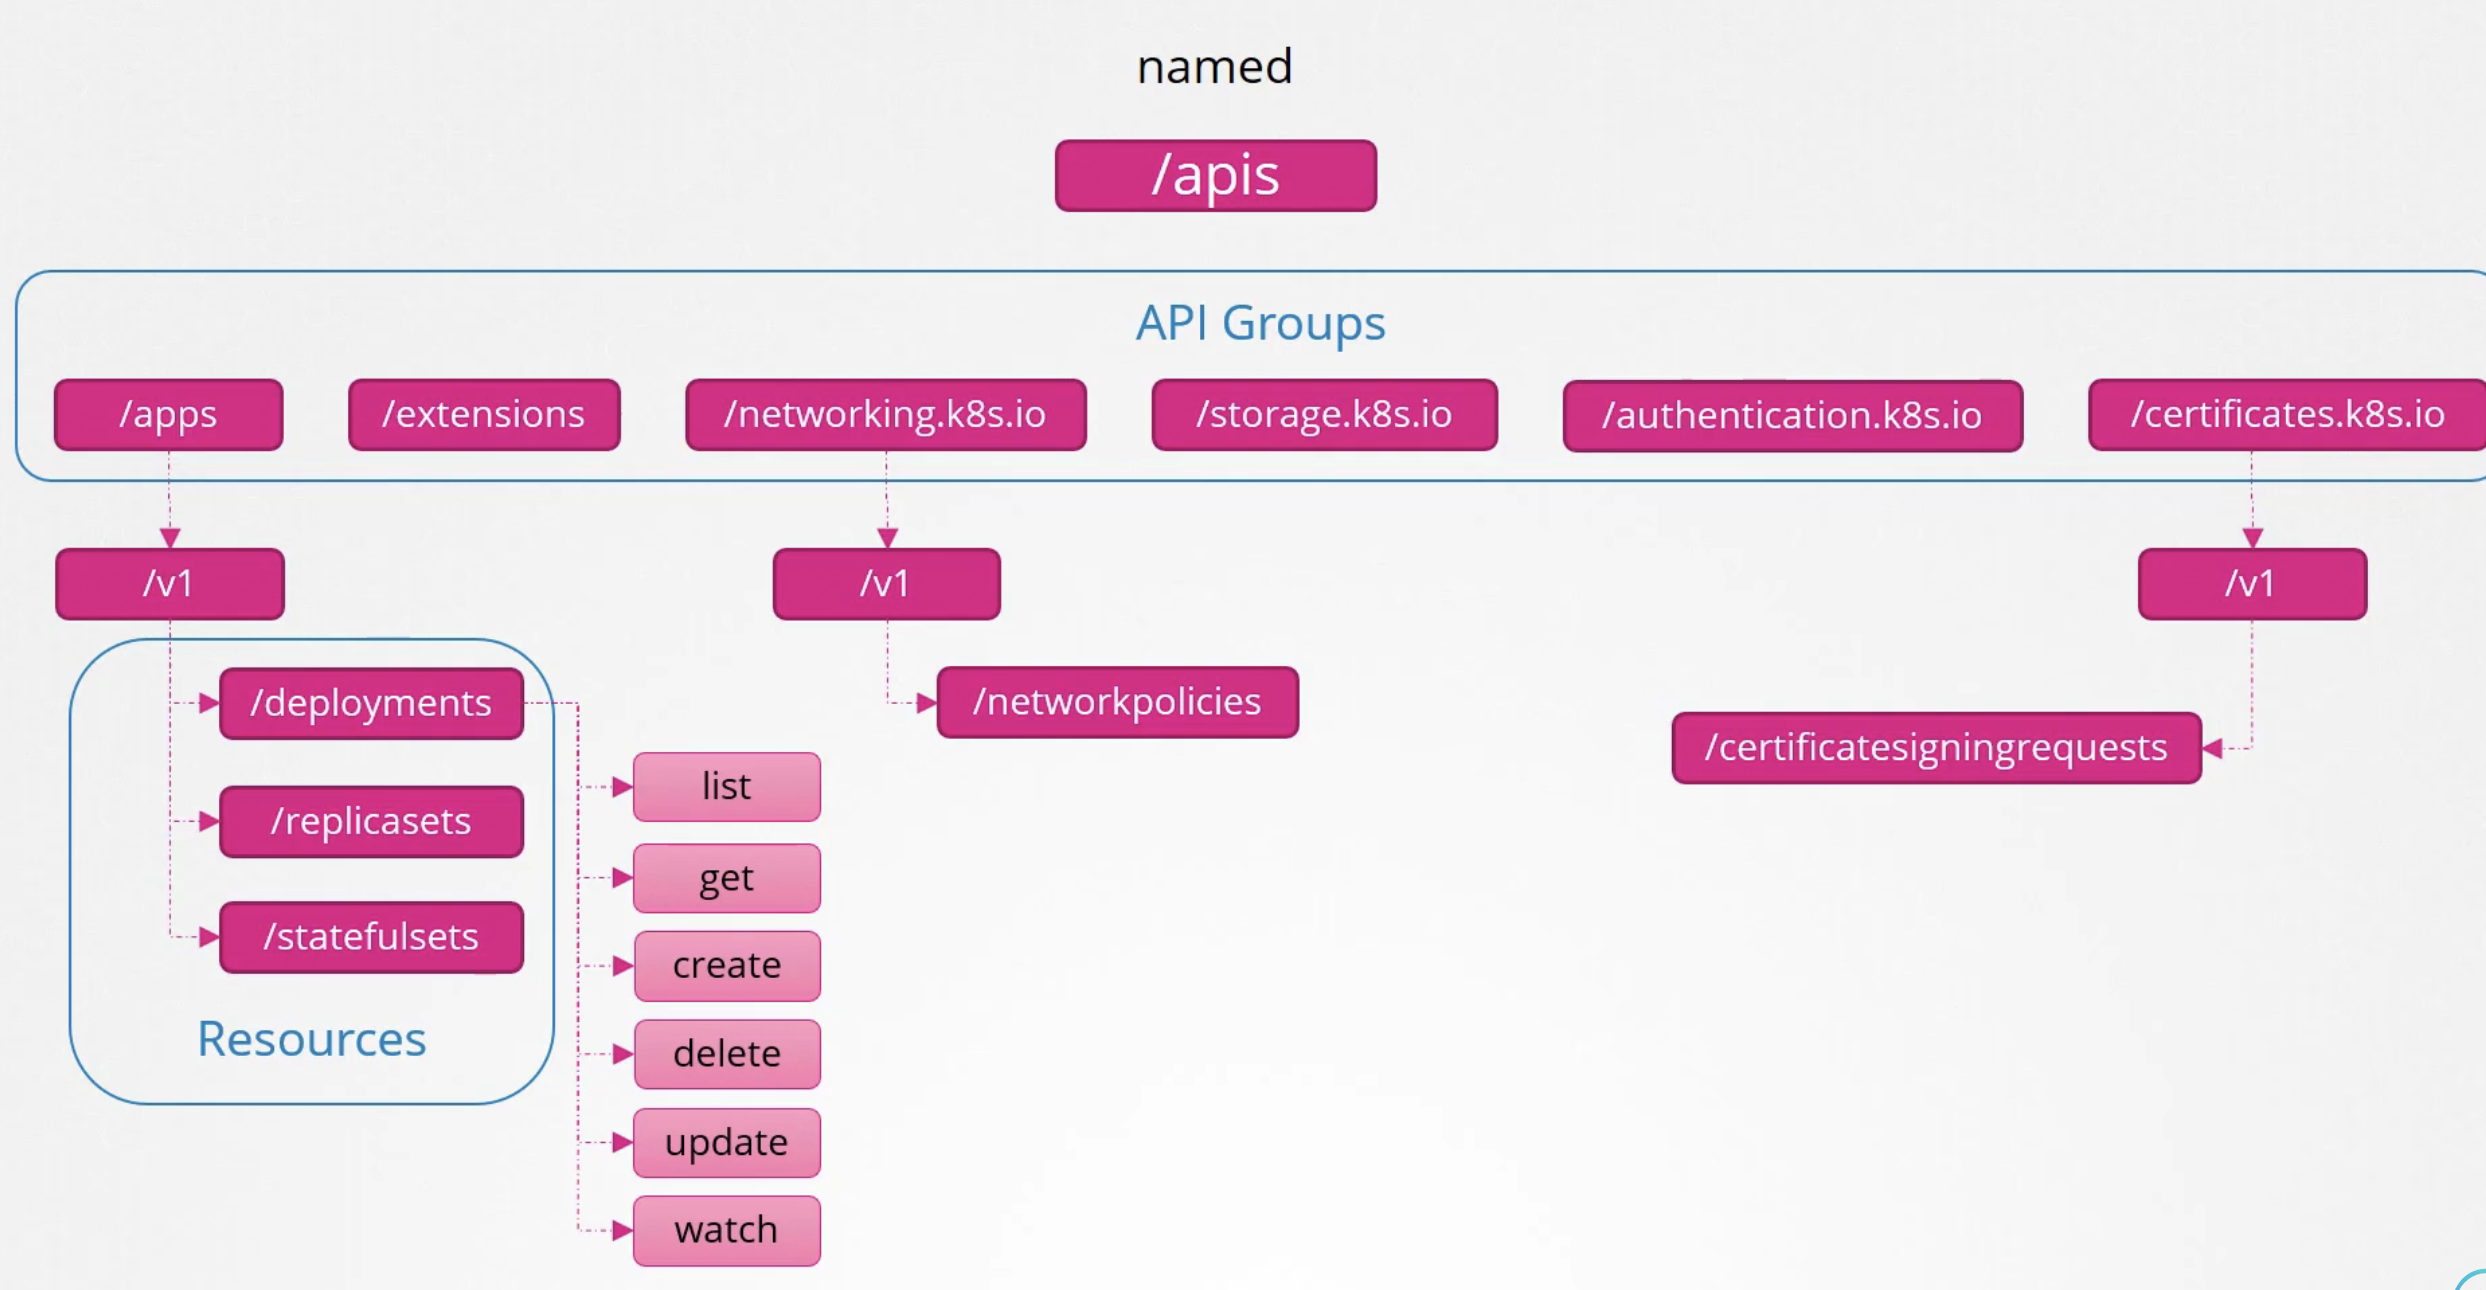 named
/apis
API Groups
/apps
/extensions
/networking.k8s.io
/storage.k8s.io
/authentication.k8s.io
/certificates.k8s.io
/v1
/v1
/v1
/deployments
/replicasets
/statefulsets
Resources
list
get
create
delete
update
watch
/networkpolicies
/certificatesigningrequests